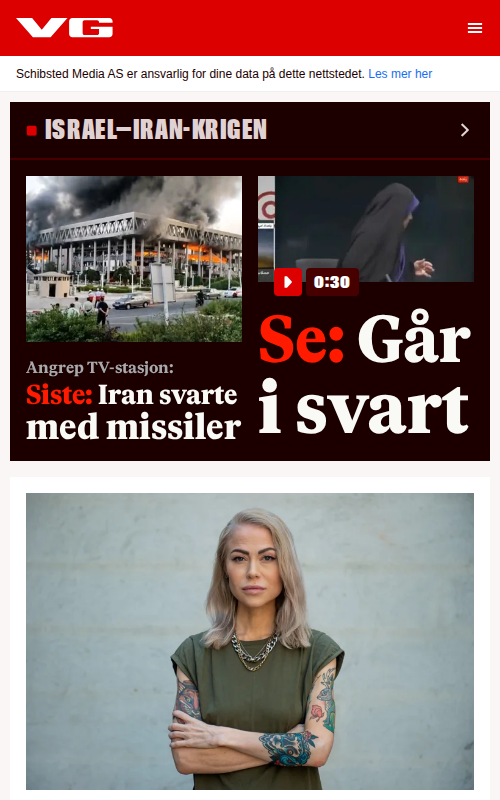 VG
Schibsted Media AS er ansvarlig for dine data på dette nettstedet. Les mer her
ISRAEL–IRAN-KRIGEN
0:30
Angrep TV-stasjon:
Siste: Iran svarte
med missiler
Se: Går
i svart